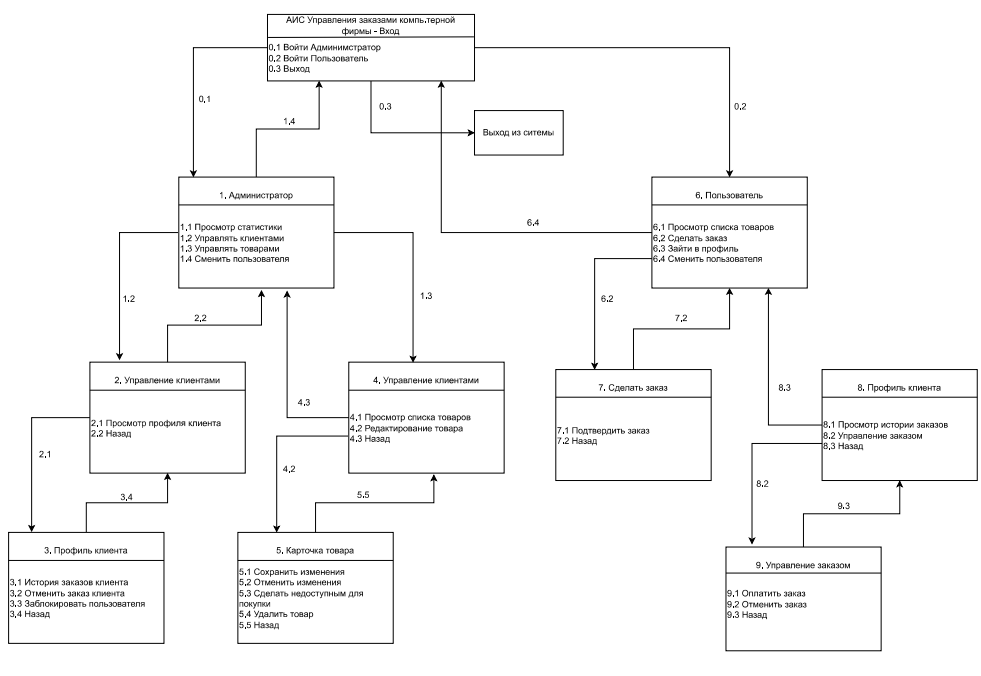 АИС Управления заказами компь.терной
фирмы - Вход
0.1 Войти Админимстратор
0.2 Войти Пользователь
0.3 Выход
0.1
1.4
0.3
0.2
Выход из ситемы
1. Администратор
1.1 Просмотр статистики
1.2 Управлять клиентами
1.3 Управлять товарами
1.4 Сменить пользователя
6. Пользователь
6.1 Просмотр списка товаров
6.2 Сделать заказ
6.3 Зайти в профиль
6.4 Сменить пользователя
6.4
1.2
2.2
1.3
6.2
7.2
2. Управление клиентами
2.1 Просмотр профиля клиента
2.2 Назад
4.3
4. Управление клиентами
4.1 Просмотр списка товаров
4.2 Редактирование товара
4.3 Назад
7. Сделать заказ
7.1 Подтвердить заказ
7.2 Назад
8.3
8. Профиль клиента
8.1 Просмотр истории заказов
8.2 Управление заказом
8.3 Назад
2.1
3.4
4.2
5.5
8.2
9.3
3. Профиль клиента
3.1 История заказов клиента
3.2 Отменить заказ клиента
3.3 Заблокировать пользователя
3.4 Назад
5. Карточка товара
5.1 Сохранить изменения
5.2 Отменить изменения
5.3 Сделать недоступным для
покупки
5.4 Удалить товар
5.5 Назад
9. Управление заказом
9.1 Оплатить заказ
9.2 Отменить заказ
9.3 Назад